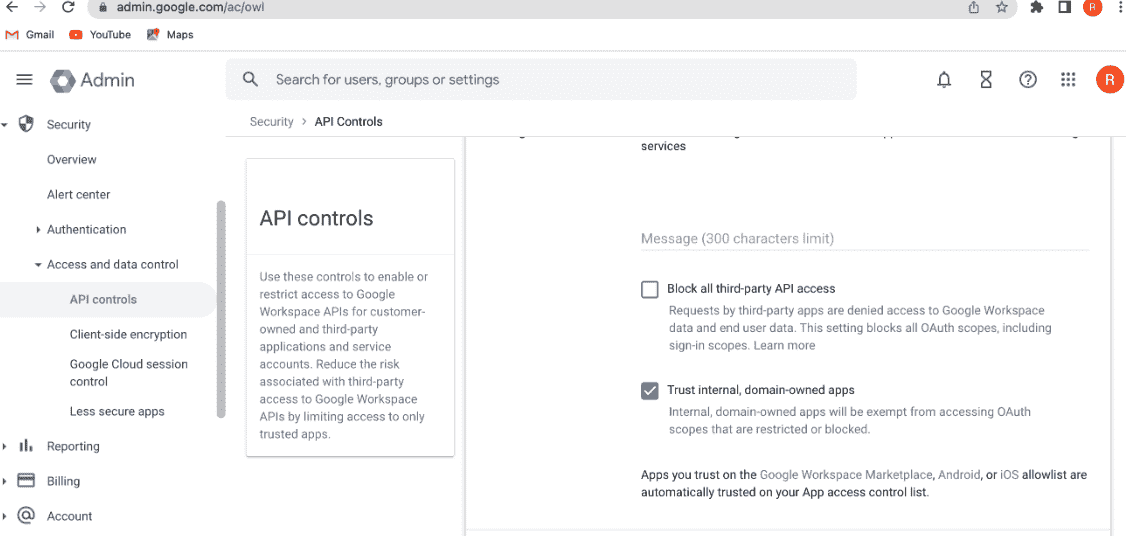 admin.google.com/ac/owl
R
Gmail
YouTube
Maps
Admin
Search for users, groups or settings
R
Security
Overview
Alert center
Authentication
Access and data control
API controls
Client-side encryption
Google Cloud session
control
Less secure apps
Reporting
Billing
Account
Security > API Controls
API controls
Use these controls to enable or
restrict access to Google
Workspace APIs for customer-
owned and third-party
applications and service
accounts. Reduce the risk
associated with third-party
access to Google Workspace
APIs by limiting access to only
trusted apps.
services
Message (300 characters limit)
Block all third-party API access
Requests by third-party apps are denied access to Google Workspace
data and end user data. This setting blocks all OAuth scopes, including
sign-in scopes. Learn more
Trust internal, domain-owned apps
Internal, domain-owned apps will be exempt from accessing OAuth
scopes that are restricted or blocked.
Apps you trust on the Google Workspace Marketplace, Android, or iOS allowlist are
automatically trusted on your App access control list.